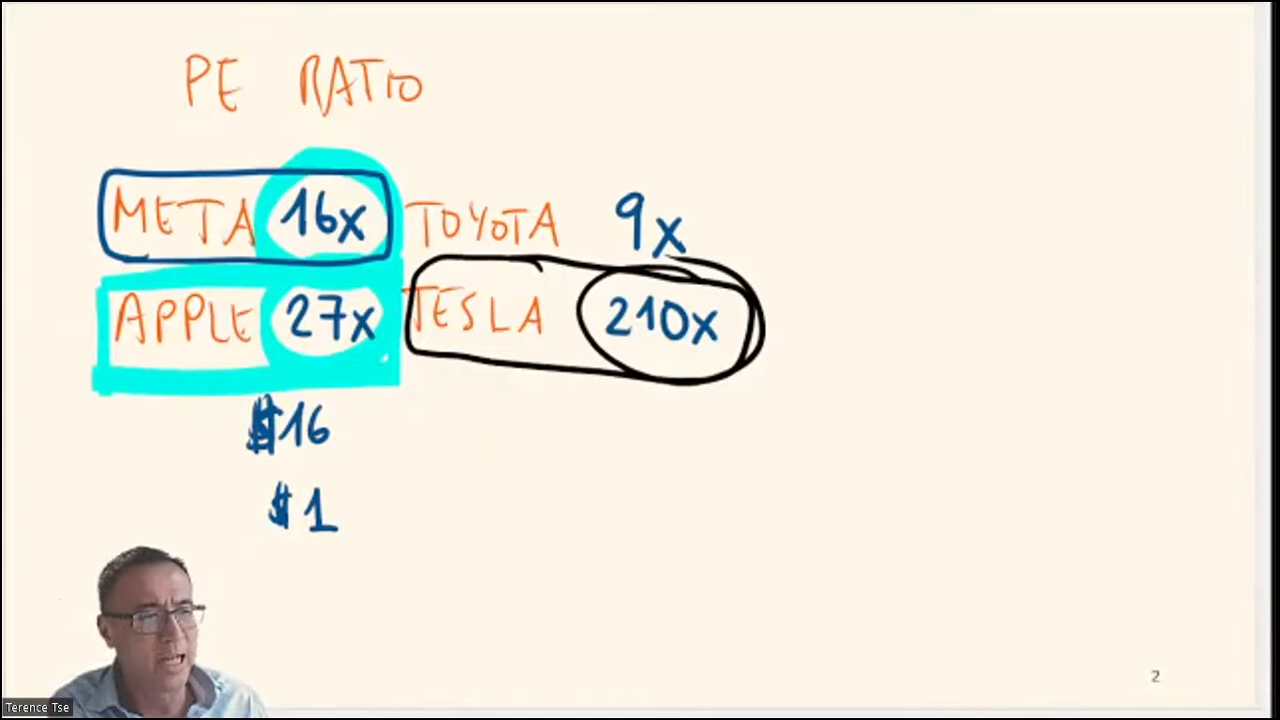 PE RATIO
META 16x TOYOTA 9x
APPLE 27x TESLA 210x
$16
$1
2
Terence Tse